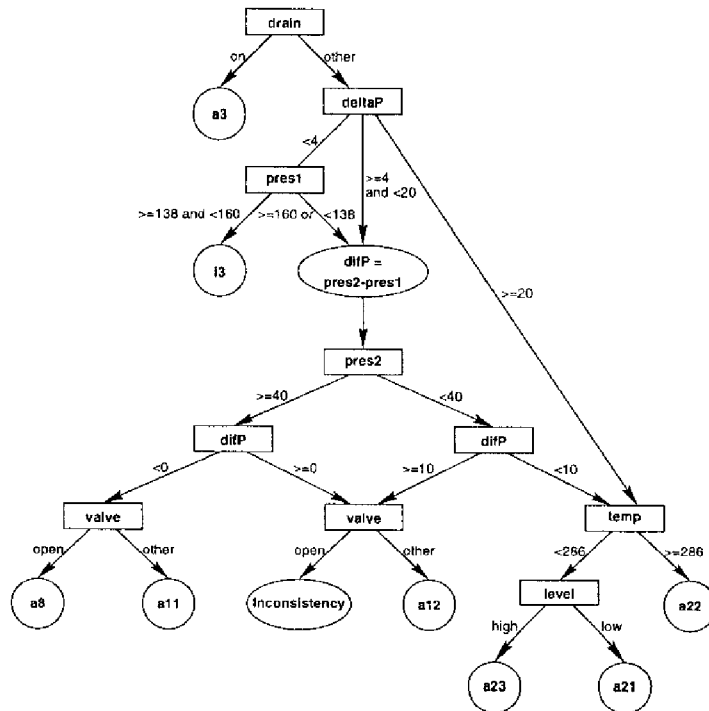 drain
on
other
a3
deltaP
<4
>=4
and <20
pres1
>=138 and <160
>=160 or
<138
l3
difP =
pres2-pres1
>=20
pres2
>=40
<40
difP
difP
<0
>=0
>=10
<10
valve
valve
temp
open
other
open
other
<286
>=286
a8
a11
Inconsistency
a12
level
a22
high
low
a23
a21